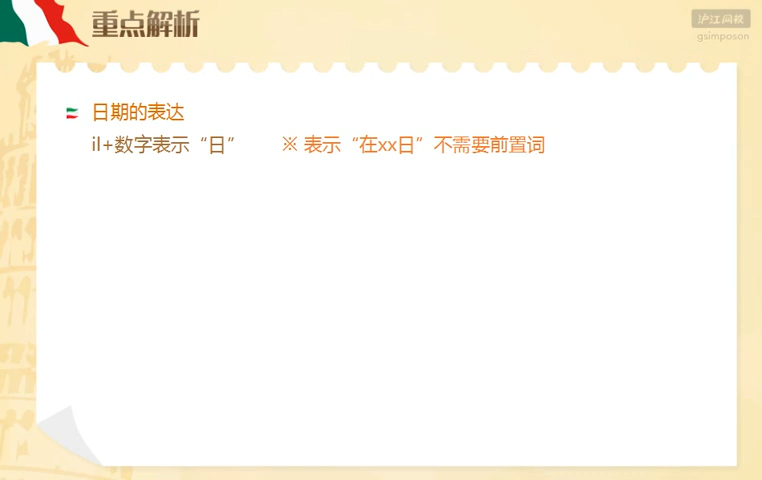 重点解析
沪江网校
gsimposon
日期的表达
il+数字表示“日” ※ 表示“在xx日”不需要前置词